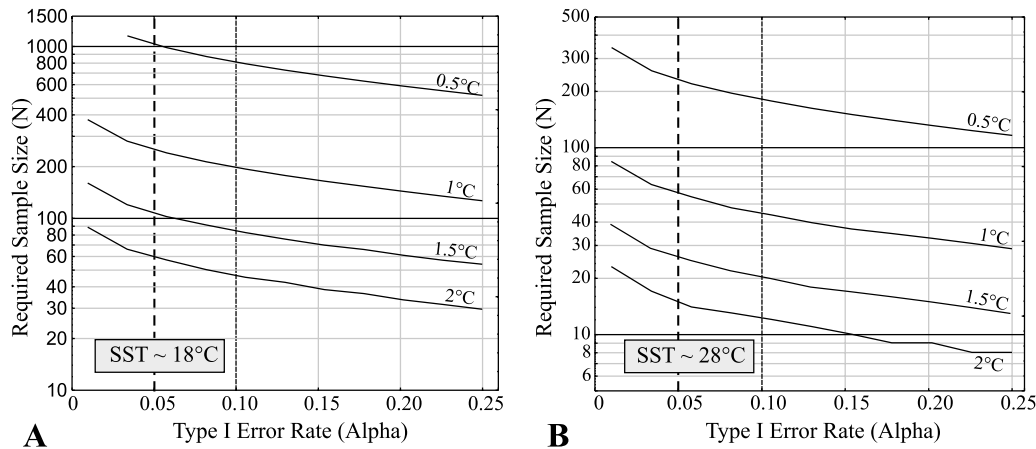 1500
1000
800
600
400
200
100
80
60
40
30
20
10
Required Sample Size (N)
0.5°C
1°C
1.5°C
2°C
SST ~ 18°C
0
0.05
0.10
0.15
0.20
0.25
Type I Error Rate (Alpha)
A
500
300
200
100
80
60
40
30
20
10
8
6
Required Sample Size (N)
0.5°C
1°C
1.5°C
2°C
SST ~ 28°C
0
0.05
0.10
0.15
0.20
0.25
Type I Error Rate (Alpha)
B